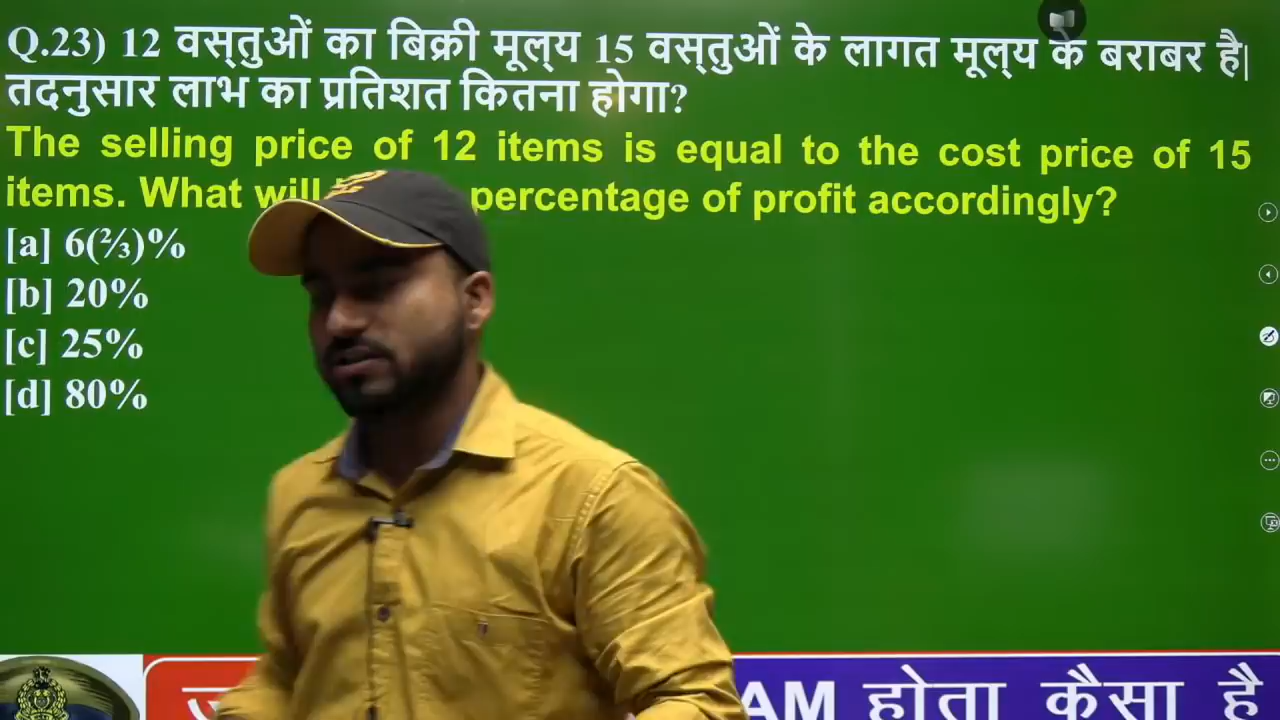 Q.23) 12 वस्तुओं का बिक्री मूल्य 15 वस्तुओं के लागत मूल्य के बराबर है|
तदनुसार लाभ का प्रतिशत कितना होगा?
The selling price of 12 items is equal to the cost price of 15
items. What will percentage of profit accordingly?
[a] 6(⅔)%
[b] 20%
[c] 25%
[d] 80%
AM होता कैसा है